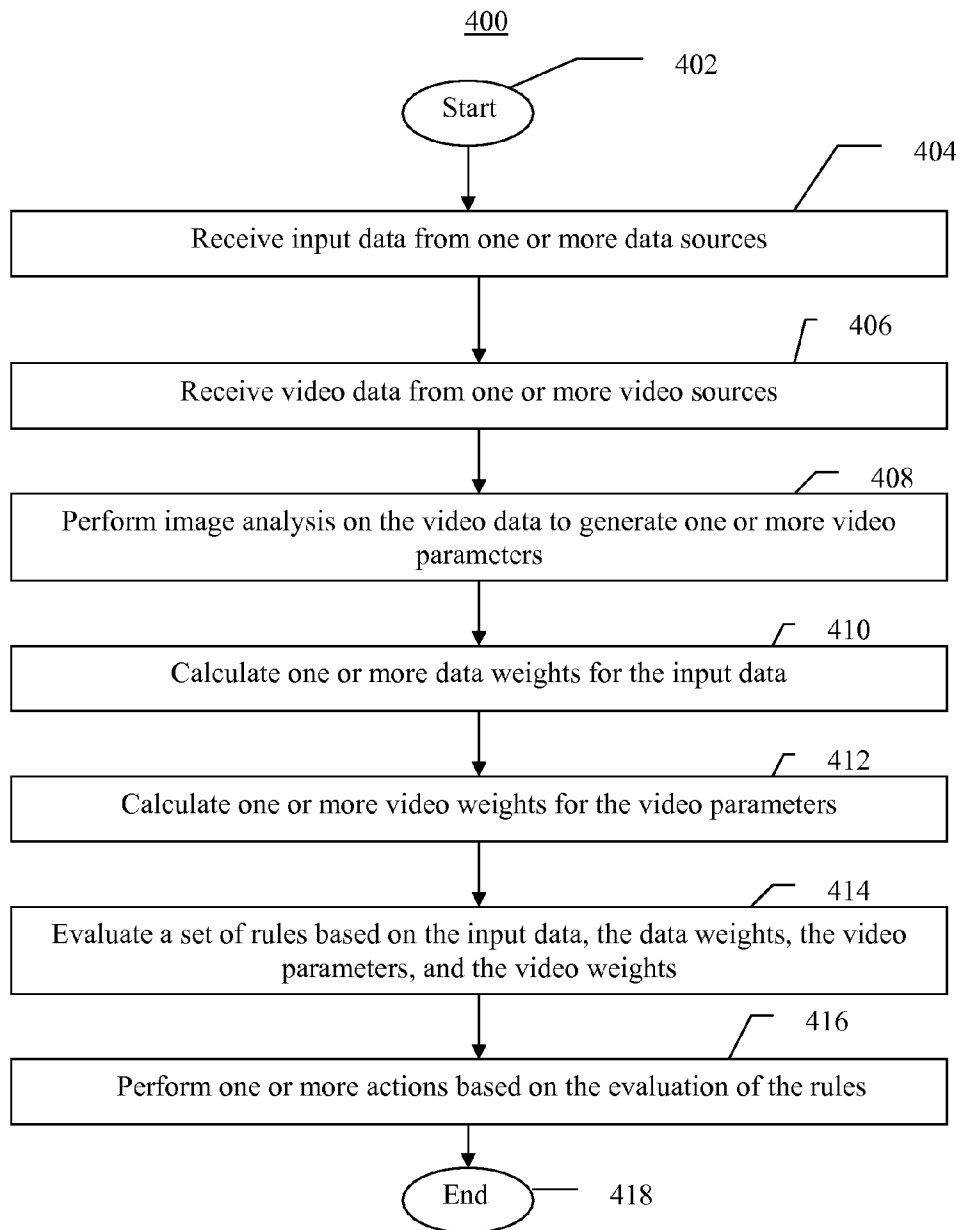 400
402
Start
404
Receive input data from one or more data sources
406
Receive video data from one or more video sources
408
Perform image analysis on the video data to generate one or more video
parameters
410
Calculate one or more data weights for the input data
412
Calculate one or more video weights for the video parameters
414
Evaluate a set of rules based on the input data, the data weights, the video
parameters, and the video weights
416
Perform one or more actions based on the evaluation of the rules
End
418